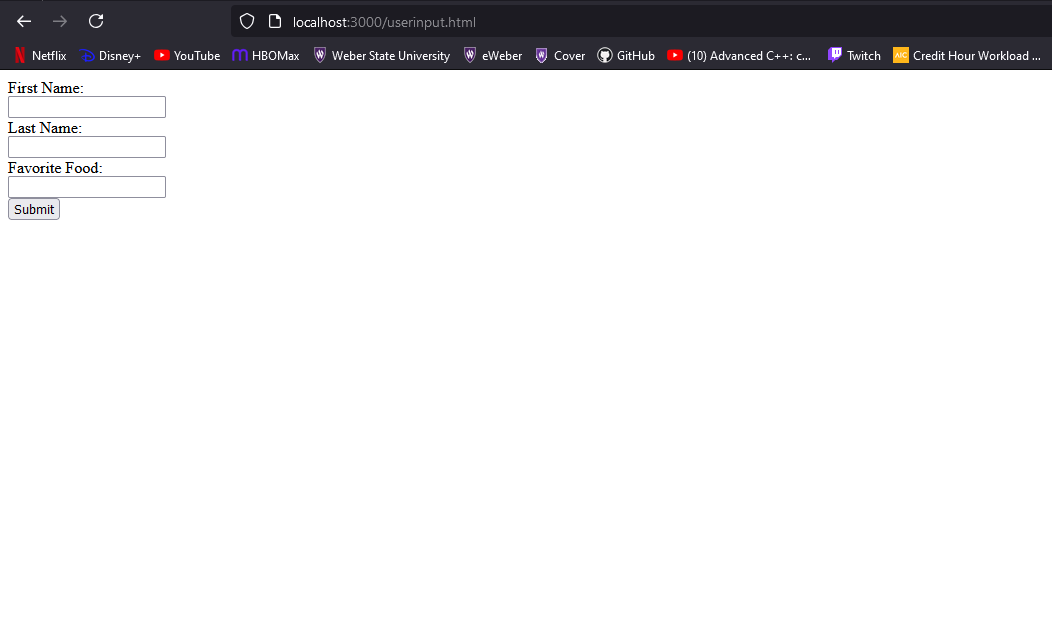 localhost:3000/userinput.html
Netflix Disney+ YouTube HBOMax Weber State University eWeber Cover GitHub (10) Advanced C++: c... Twitch AIC Credit Hour Workload ...
First Name:
Last Name:
Favorite Food:
Submit